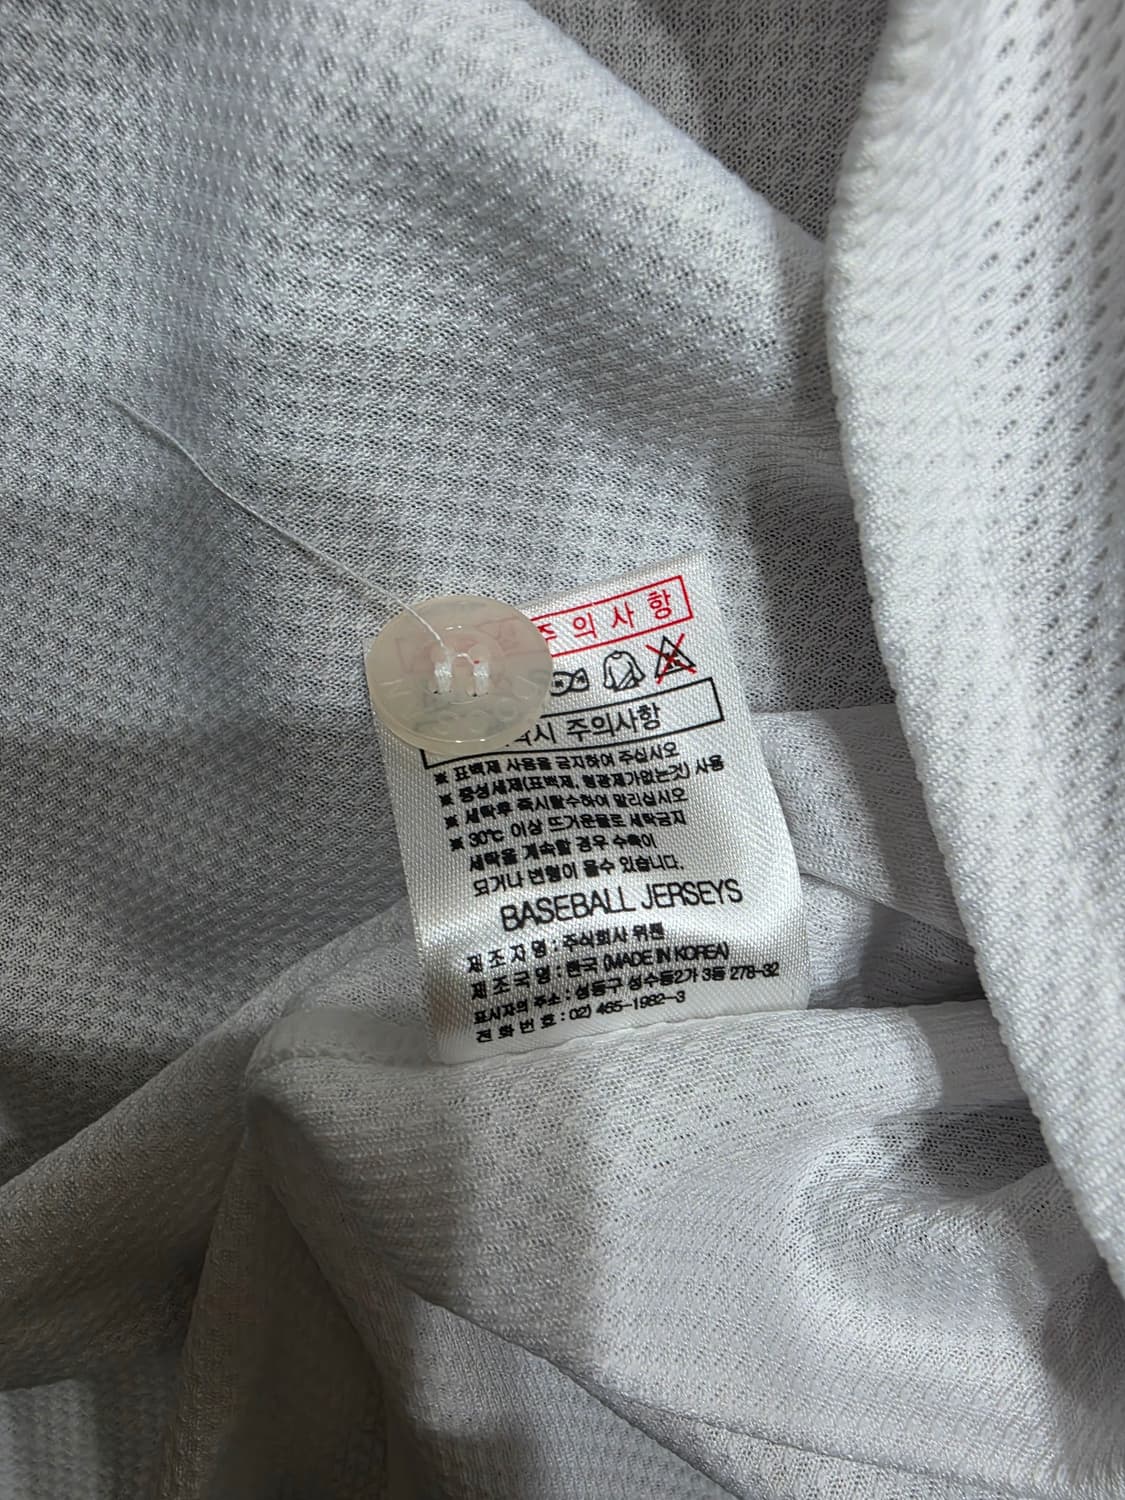 주의사항
시 주의사항
※ 표백제 사용을 금지하여 주십시오
※ 중성세제(표백제, 형광제가없는것) 사용
※ 세탁후 즉시탈수하여 말리십시오
※ 30℃ 이상 뜨거운물로 세탁금지
세탁을 계속할 경우 수축이
되거나 변형이 올수 있습니다.
BASEBALL JERSEYS
제 조 자 명 : 주식회사 위팬
제 조 국 명 : 한국 (MADE IN KOREA)
표시자의 주소 : 성동구 성수동2가 3동 278-32
전 화 번 호 : 02) 465-1982~3